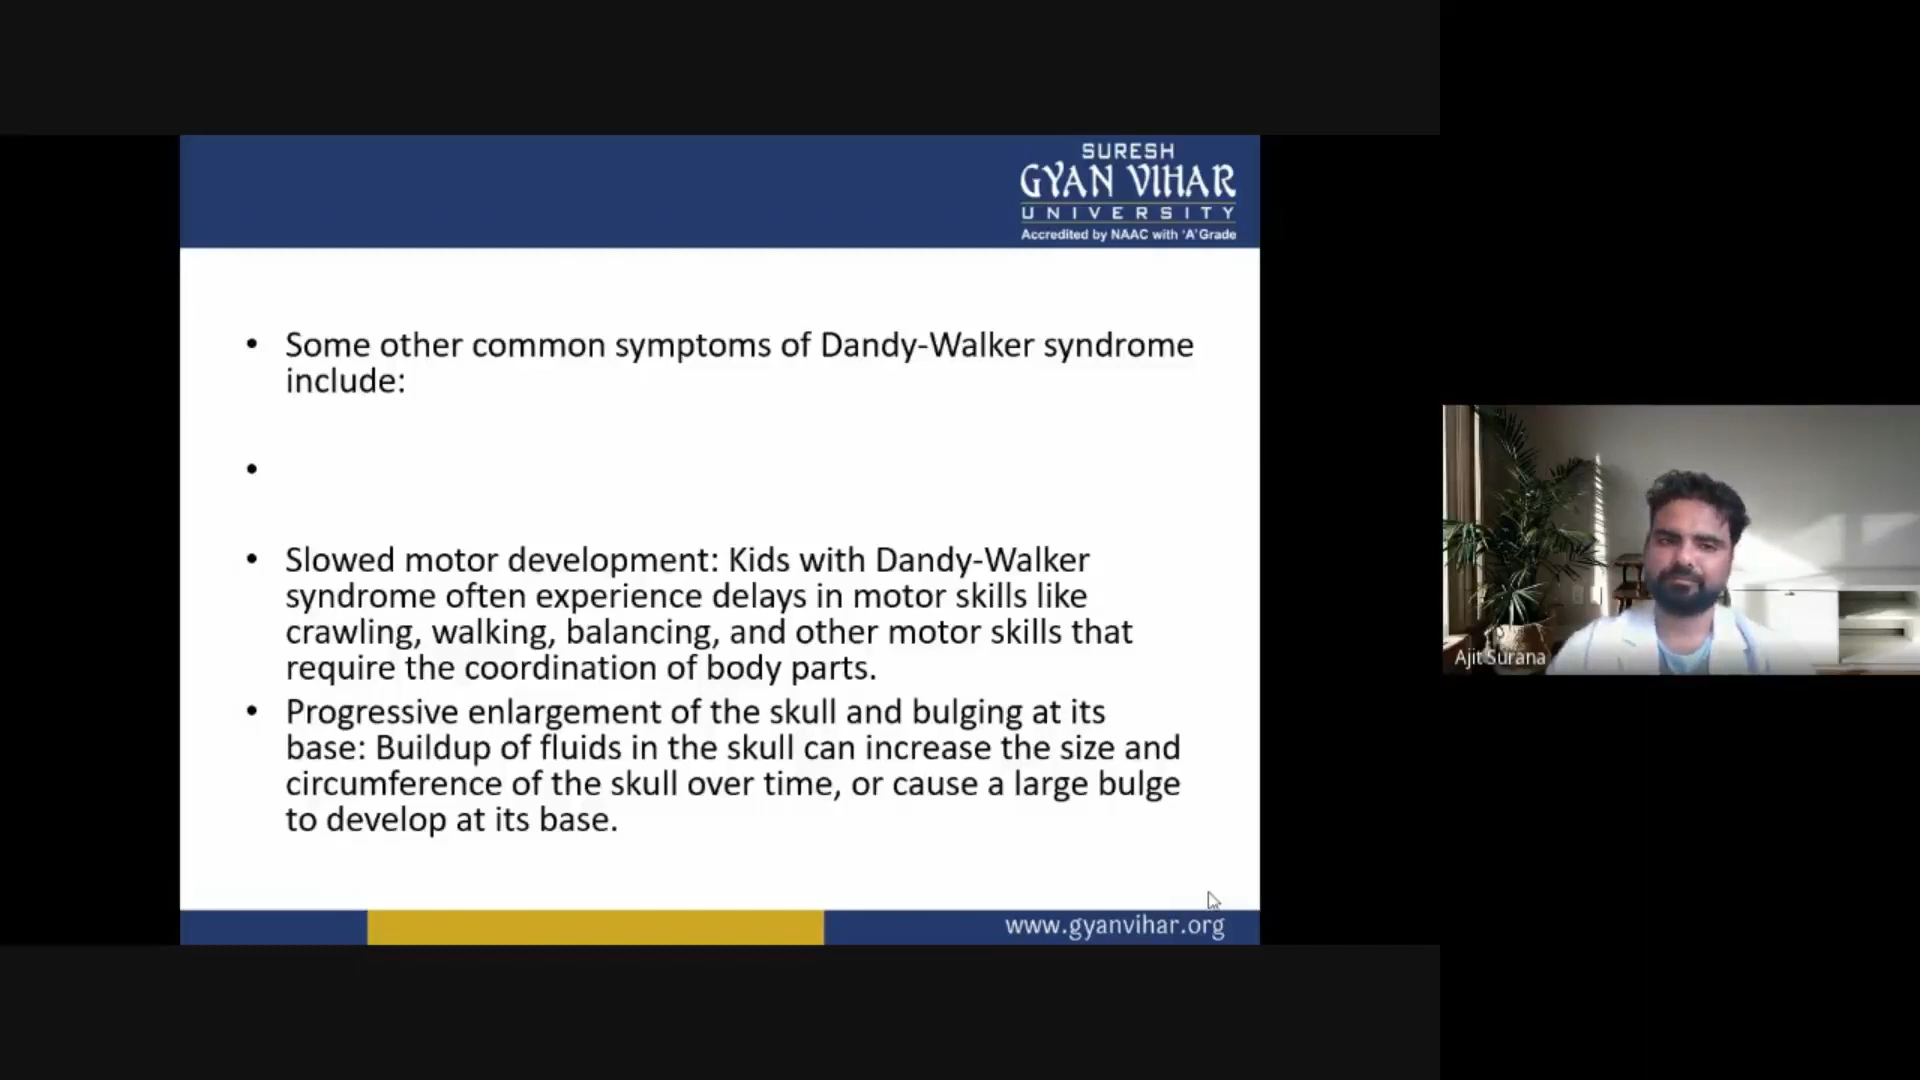 SURESH
GYAN VIHAR
UNIVERSITY
Accredited by NAAC with 'A' Grade
• Some other common symptoms of Dandy-Walker syndrome
include:
•
• Slowed motor development: Kids with Dandy-Walker
syndrome often experience delays in motor skills like
crawling, walking, balancing, and other motor skills that
require the coordination of body parts.
• Progressive enlargement of the skull and bulging at its
base: Buildup of fluids in the skull can increase the size and
circumference of the skull over time, or cause a large bulge
to develop at its base.
www.gyanvihar.org
Ajit Surana